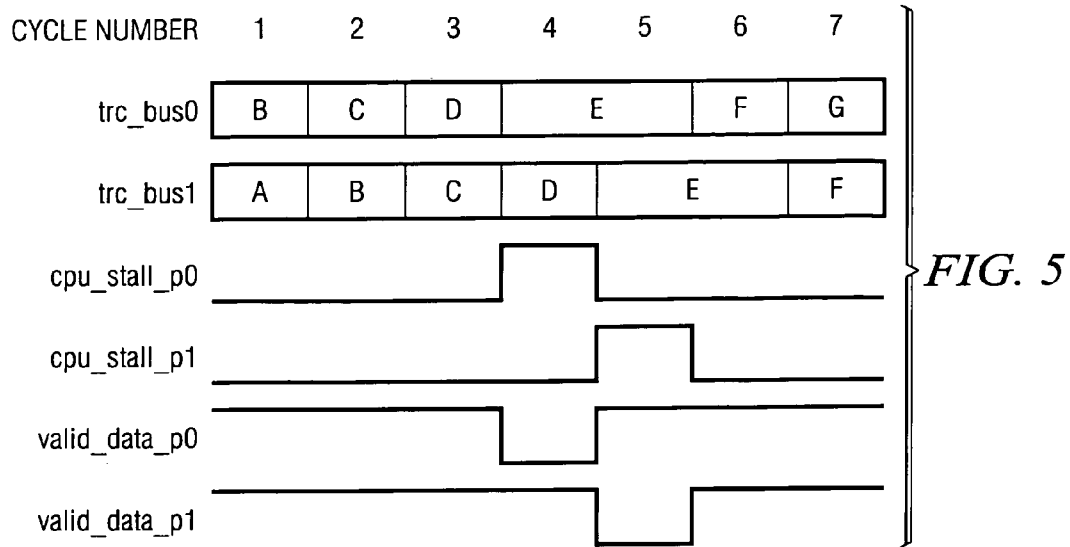 CYCLE NUMBER 1 2 3 4 5 6 7
trc_bus0 B C D E F G
trc_bus1 A B C D E F
cpu_stall_p0
FIG. 5
cpu_stall_p1
valid_data_p0
valid_data_p1